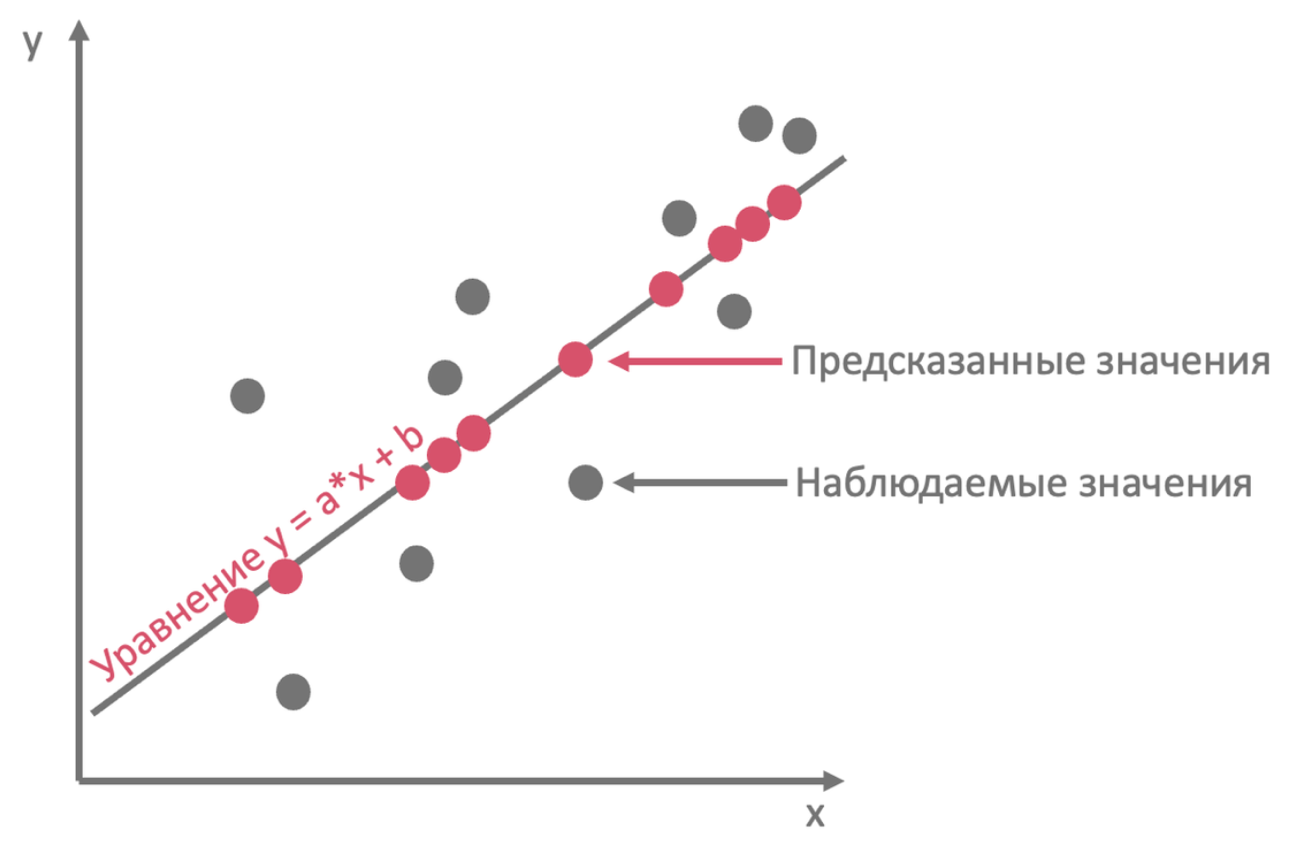 y
Предсказанные значения
Уравнение y = a*x + b
Наблюдаемые значения
x